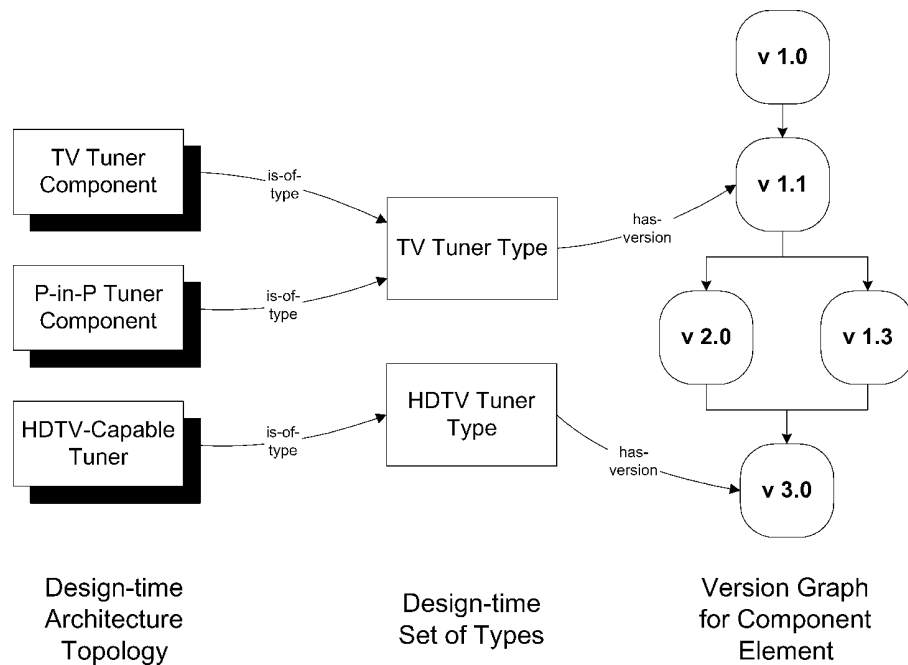 v 1.0
TV Tuner
Component
is-of-
type
v 1.1
has-
version
TV Tuner Type
P-in-P Tuner
Component
is-of-
type
v 2.0
v 1.3
HDTV-Capable
Tuner
is-of-
type
HDTV Tuner
Type
has-
version
v 3.0
Design-time
Architecture
Topology
Design-time
Set of Types
Version Graph
for Component
Element